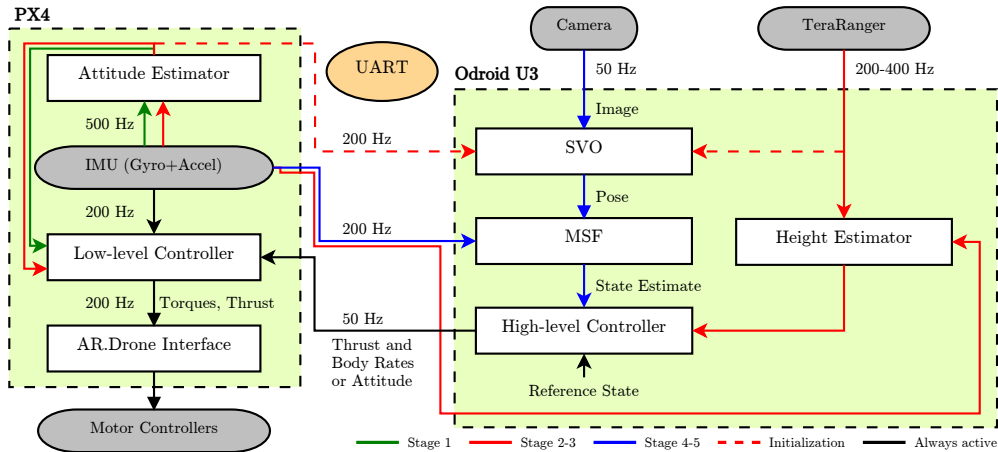 PX4
Attitude Estimator
500 Hz
IMU (Gyro+Accel)
200 Hz
Low-level Controller
200 Hz
Torques, Thrust
AR.Drone Interface
Motor Controllers
UART
200 Hz
200 Hz
50 Hz
Thrust and
Body Rates
or Attitude
Camera
50 Hz
TeraRanger
200-400 Hz
Odroid U3
Image
SVO
Pose
MSF
Height Estimator
State Estimate
High-level Controller
Reference State
Stage 1
Stage 2-3
Stage 4-5
Initialization
Always active